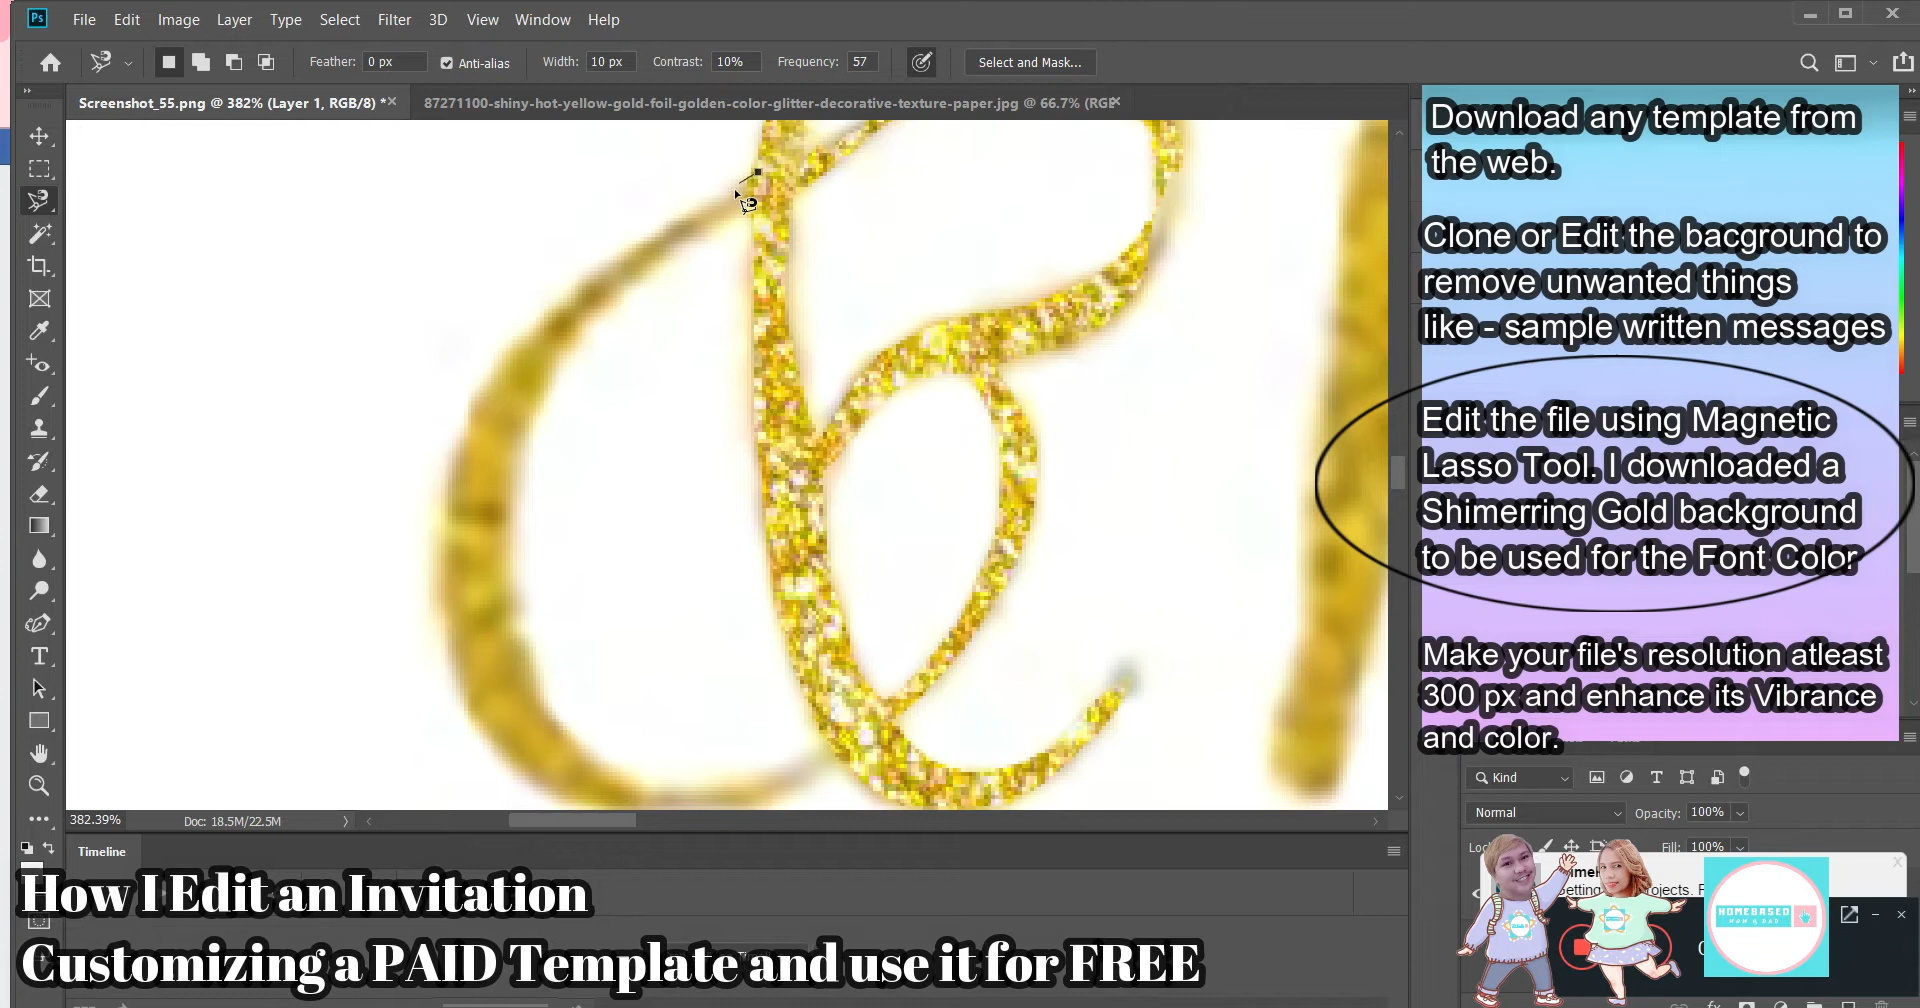 File Edit Image Layer Type Select Filter 3D View Window Help
Feather: 0 px Anti-alias Width: 10 px Contrast: 10% Frequency: 57 Select and Mask...
Screenshot_55.png @ 382% (Layer 1, RGB/8) * 87271100-shiny-hot-yellow-gold-foil-golden-color-glitter-decorative-texture-paper.jpg @ 66.7%
Download any template from
the web.
Clone or Edit the bacground to
remove unwanted things
like - sample written messages
Edit the file using Magnetic
Lasso Tool. I downloaded a
Shimerring Gold background
to be used for the Font Color.
Make your file's resolution atleast
300 px and enhance its Vibrance
and color.
Kind
Normal Opacity: 100%
Fill: 100%
382.39% Doc: 18.5M/22.5M
Timeline
HOMEBASED
MOM & DAD
How I Edit an Invitation
Customizing a PAID Template and use it for FREE